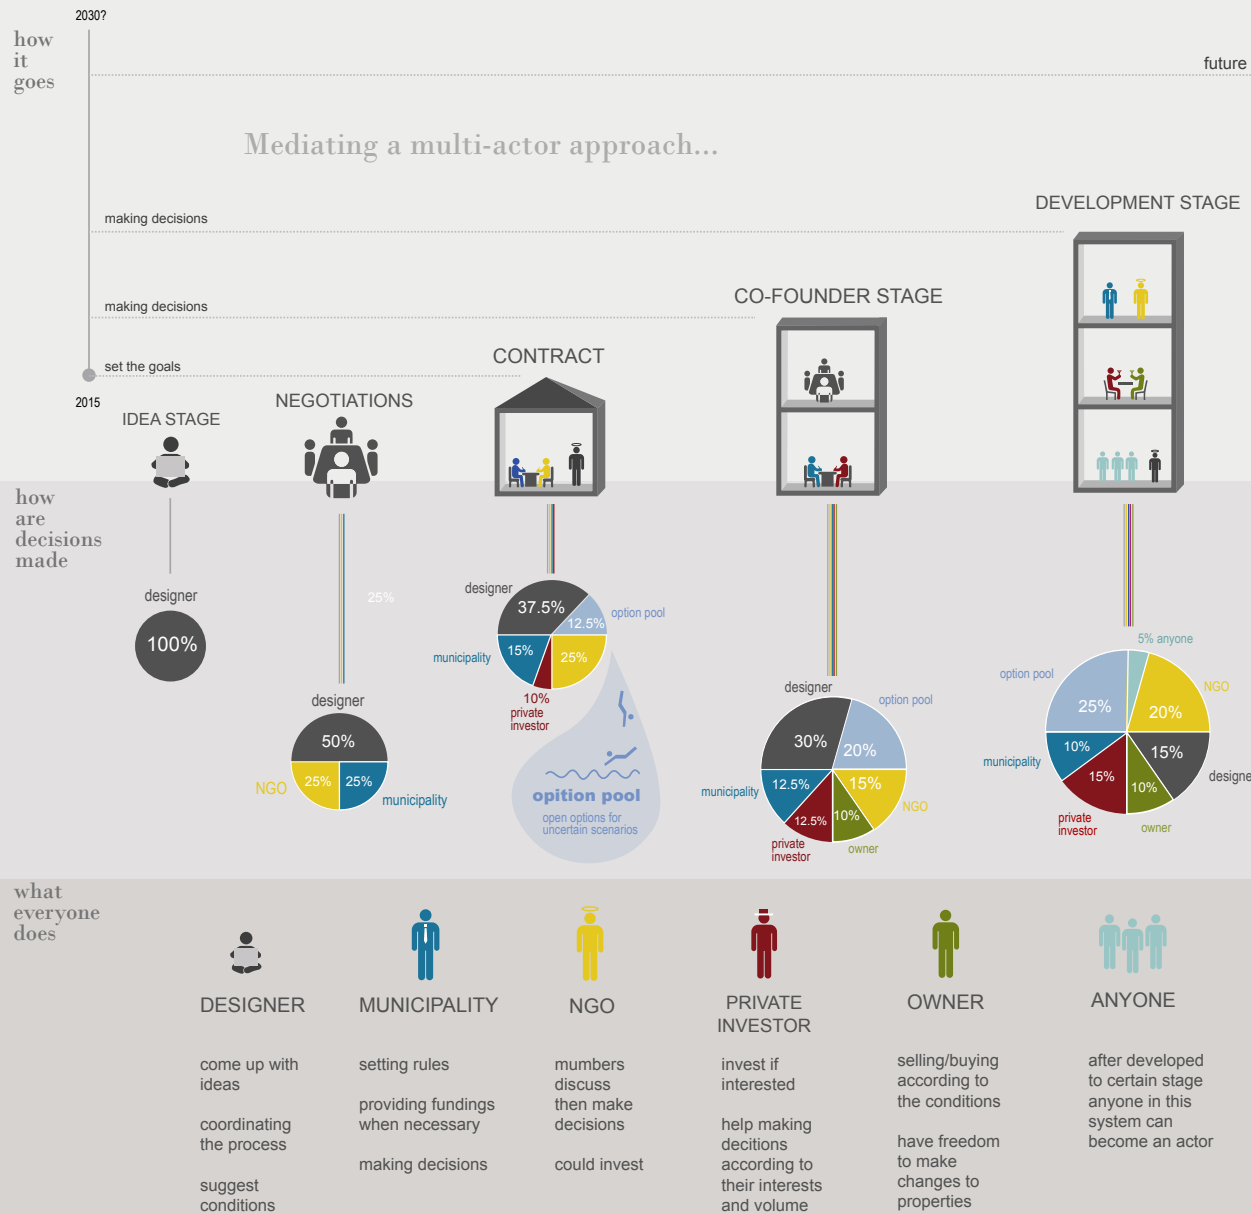 2030?
how
it
goes
future
Mediating a multi-actor approach...
making decisions
DEVELOPMENT STAGE
making decisions
CO-FOUNDER STAGE
set the goals
CONTRACT
2015
IDEA STAGE
NEGOTIATIONS
how
are
decisions
made
designer
100%
25%
designer
50%
NGO
25%
25%
municipality
designer
37.5%
option pool
12.5%
municipality
15%
25%
10%
private
investor
opition pool
open options for
uncertain scenarios
designer
option pool
30%
20%
municipality
12.5%
15%
NGO
12.5%
10%
private
investor
owner
5% anyone
option pool
NGO
25%
20%
10%
15%
municipality
designer
15%
10%
private
investor
owner
what
everyone
does
DESIGNER
come up with
ideas
coordinating
the process
suggest
conditions
MUNICIPALITY
setting rules
providing fundings
when necessary
making decisions
NGO
mumbers
discuss
then make
decisions
could invest
PRIVATE
INVESTOR
invest if
interested
help making
decitions
according to
their interests
and volume
OWNER
selling/buying
according to
the conditions
have freedom
to make
changes to
properties
ANYONE
after developed
to certain stage
anyone in this
system can
become an actor